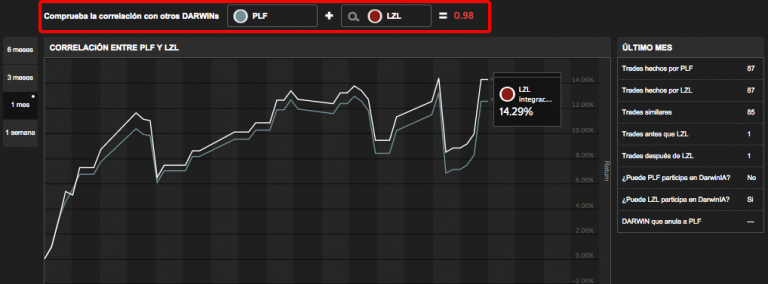 Comprueba la correlación con otros DARWINs PLF + LZL = 0.98
6 meses
3 meses
1 mes
1 semana
CORRELACIÓN ENTRE PLF Y LZL
14.00%
12.00%
10.00%
8.00%
6.00%
4.00%
2.00%
0.00%
-2.00%
Return
LZL
integrac...
14.29%
ÚLTIMO MES
Trades hechos por PLF 87
Trades hechos por LZL 87
Trades similares 85
Trades antes que LZL 1
Trades después de LZL 1
¿Puede PLF participa en DarwinIA? No
¿Puede LZL participa en DarwinIA? Si
DARWIN que anula a PLF ---